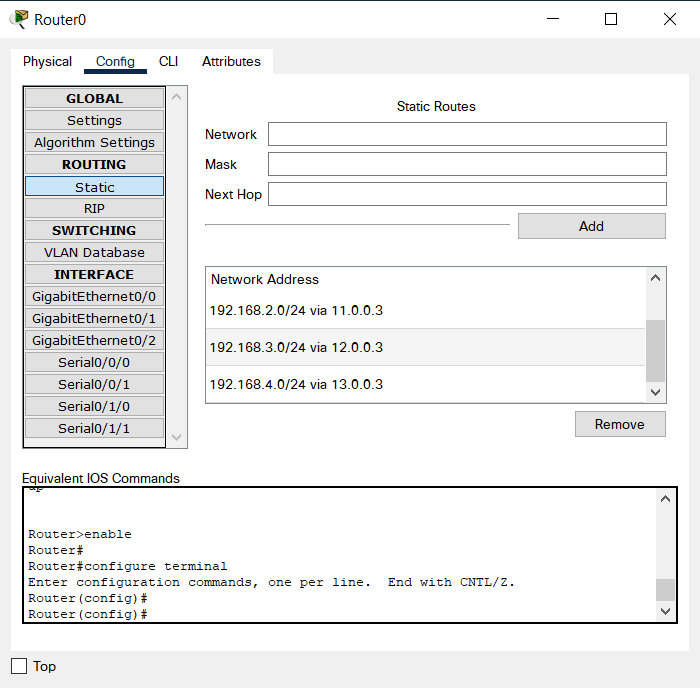 Router0
Physical Config CLI Attributes
GLOBAL
Settings
Algorithm Settings
ROUTING
Static
RIP
SWITCHING
VLAN Database
INTERFACE
GigabitEthernet0/0
GigabitEthernet0/1
GigabitEthernet0/2
Serial0/0/0
Serial0/0/1
Serial0/1/0
Serial0/1/1
Static Routes
Network
Mask
Next Hop
Add
Network Address
192.168.2.0/24 via 11.0.0.3
192.168.3.0/24 via 12.0.0.3
192.168.4.0/24 via 13.0.0.3
Remove
Equivalent IOS Commands
Router>enable
Router#
Router#configure terminal
Enter configuration commands, one per line.  End with CNTL/Z.
Router(config)#
Router(config)#
Top